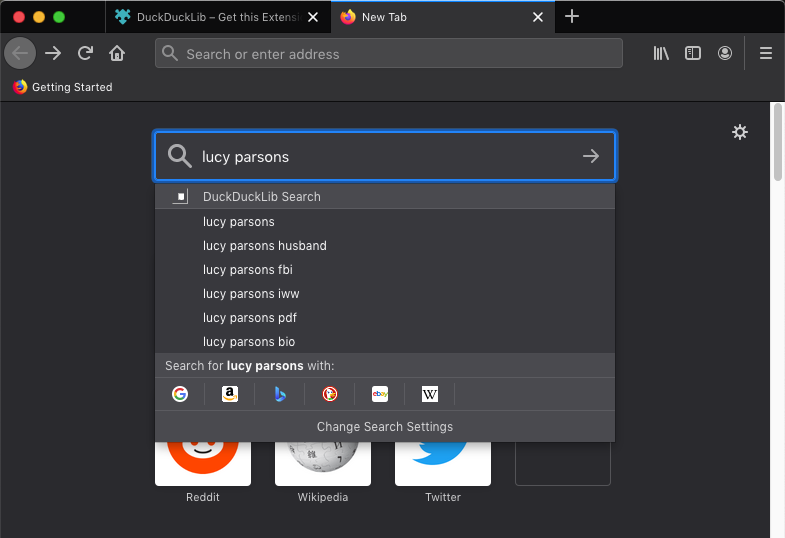 DuckDuckLib – Get this Extensi
New Tab
Search or enter address
Getting Started
lucy parsons
DuckDuckLib Search
lucy parsons
lucy parsons husband
lucy parsons fbi
lucy parsons iww
lucy parsons pdf
lucy parsons bio
Search for lucy parsons with:
G a b ebay W
Change Search Settings
Reddit Wikipedia Twitter